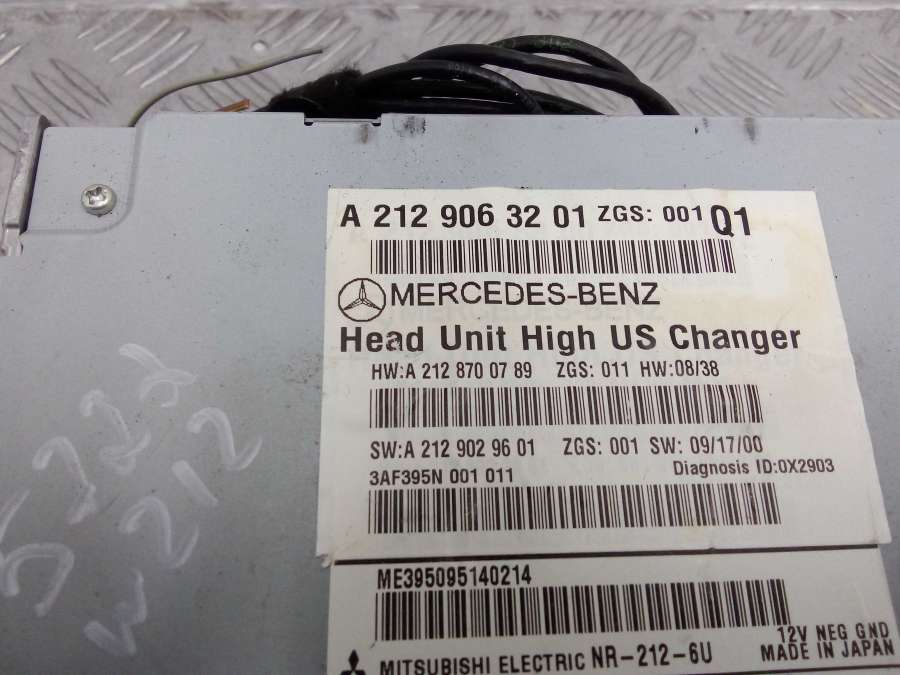 A 212 906 32 01 ZGS: 001 Q1
MERCEDES-BENZ
Head Unit High US Changer
HW:A 212 870 07 89 ZGS: 011 HW: 08/38
SW:A 212 902 96 01 ZGS: 001 SW: 09/17/00
3AF395N 001 011 Diagnosis ID:0X2903
ME395095140214
12V NEG GND
MITSUBISHI ELECTRIC NR-212-6U MADE IN JAPAN
W212